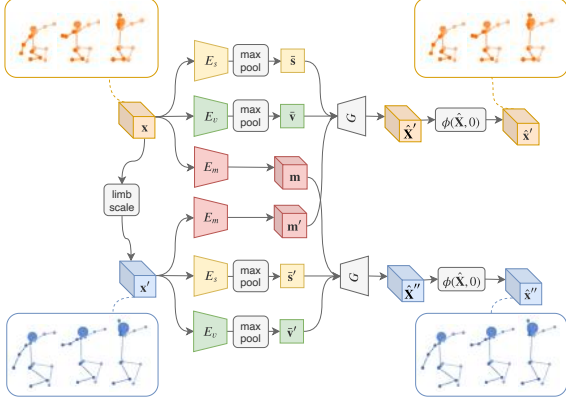 E_s
max
pool
s̄
x
E_v
max
pool
v̄
G
X̂′
ϕ(X̂, 0)
x̂′
E_m
m
limb
scale
E_m
m′
x′
E_s
max
pool
s̄′
G
X̂″
ϕ(X̂, 0)
x̂″
E_v
max
pool
v̄′